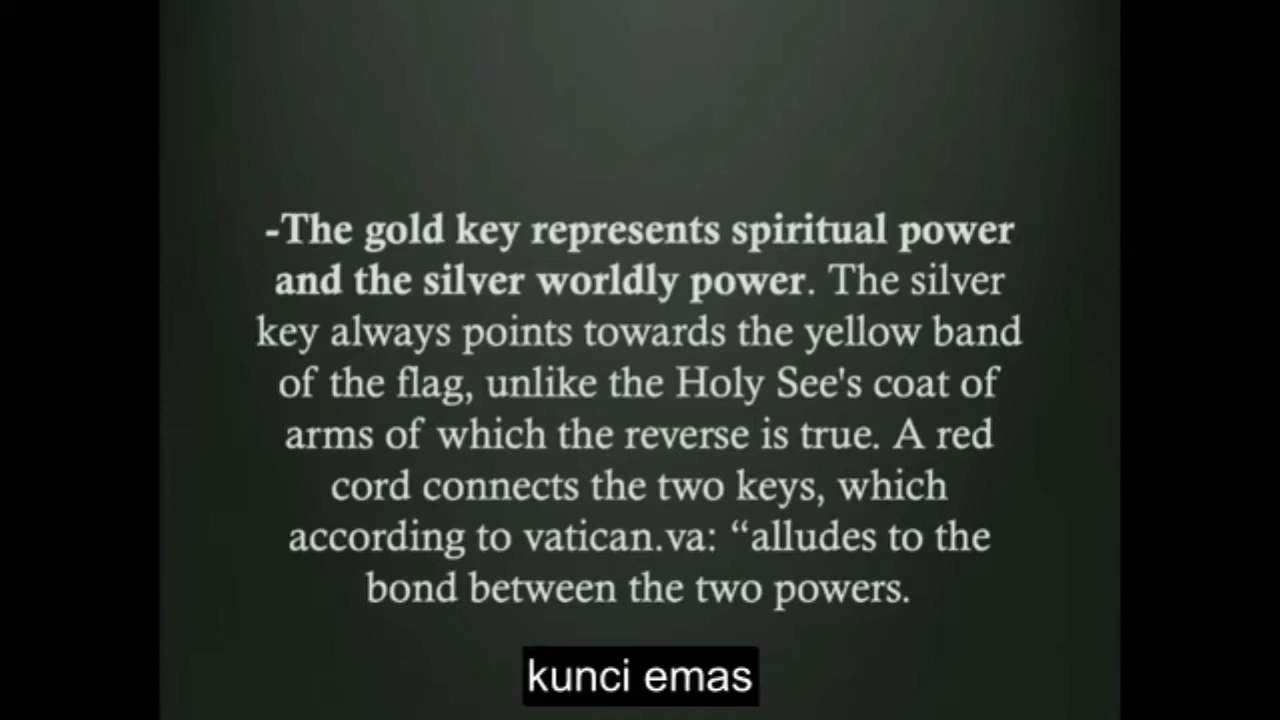 -The gold key represents spiritual power
and the silver worldly power. The silver
key always points towards the yellow band
of the flag, unlike the Holy See's coat of
arms of which the reverse is true. A red
cord connects the two keys, which
according to vatican.va: “alludes to the
bond between the two powers.
kunci emas